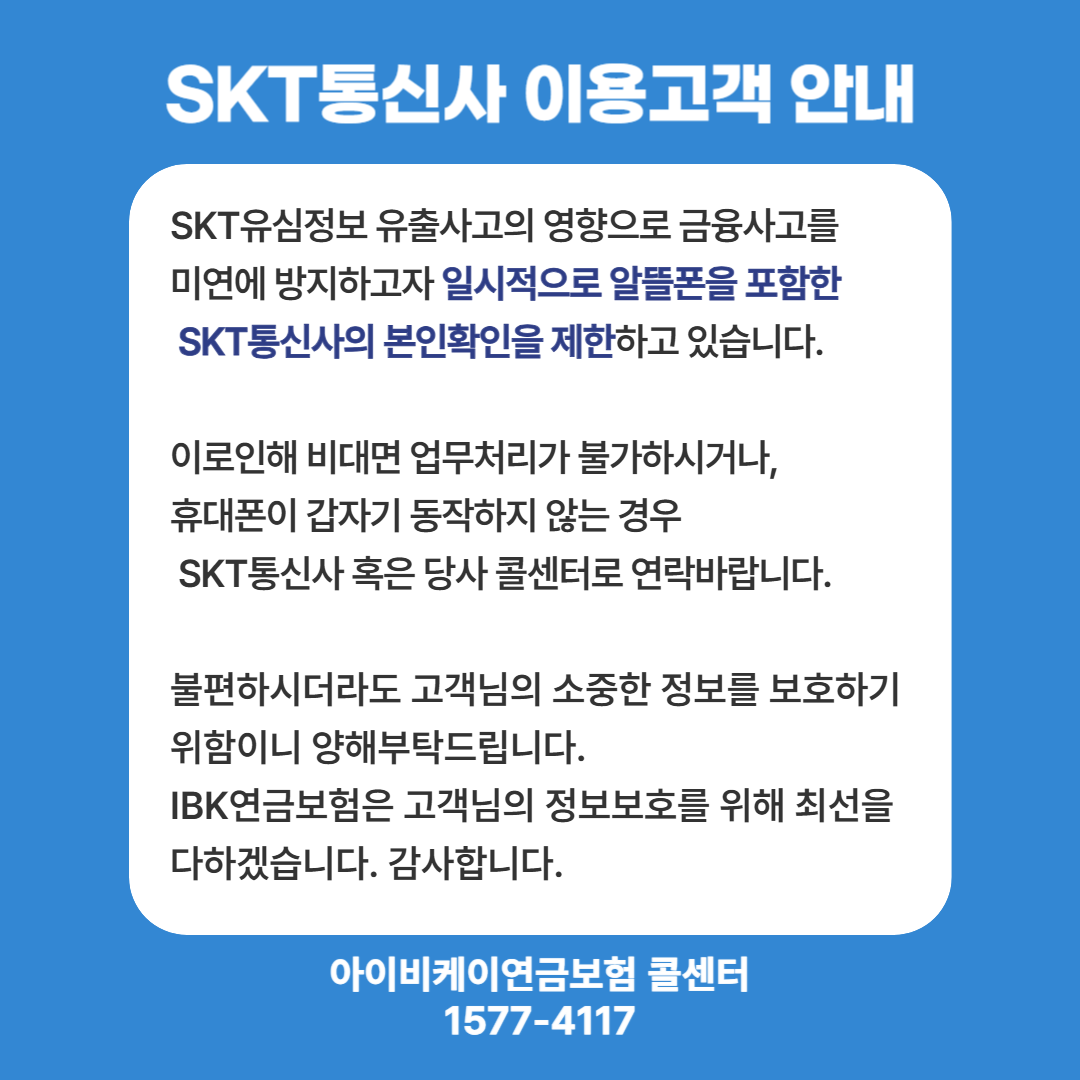 SKT통신사 이용고객 안내
SKT유심정보 유출사고의 영향으로 금융사고를
미연에 방지하고자 일시적으로 알뜰폰을 포함한
SKT통신사의 본인확인을 제한하고 있습니다.
이로인해 비대면 업무처리가 불가하시거나,
휴대폰이 갑자기 동작하지 않는 경우
SKT통신사 혹은 당사 콜센터로 연락바랍니다.
불편하시더라도 고객님의 소중한 정보를 보호하기
위함이니 양해부탁드립니다.
IBK연금보험은 고객님의 정보보호를 위해 최선을
다하겠습니다. 감사합니다.
아이비케이연금보험 콜센터
1577-4117